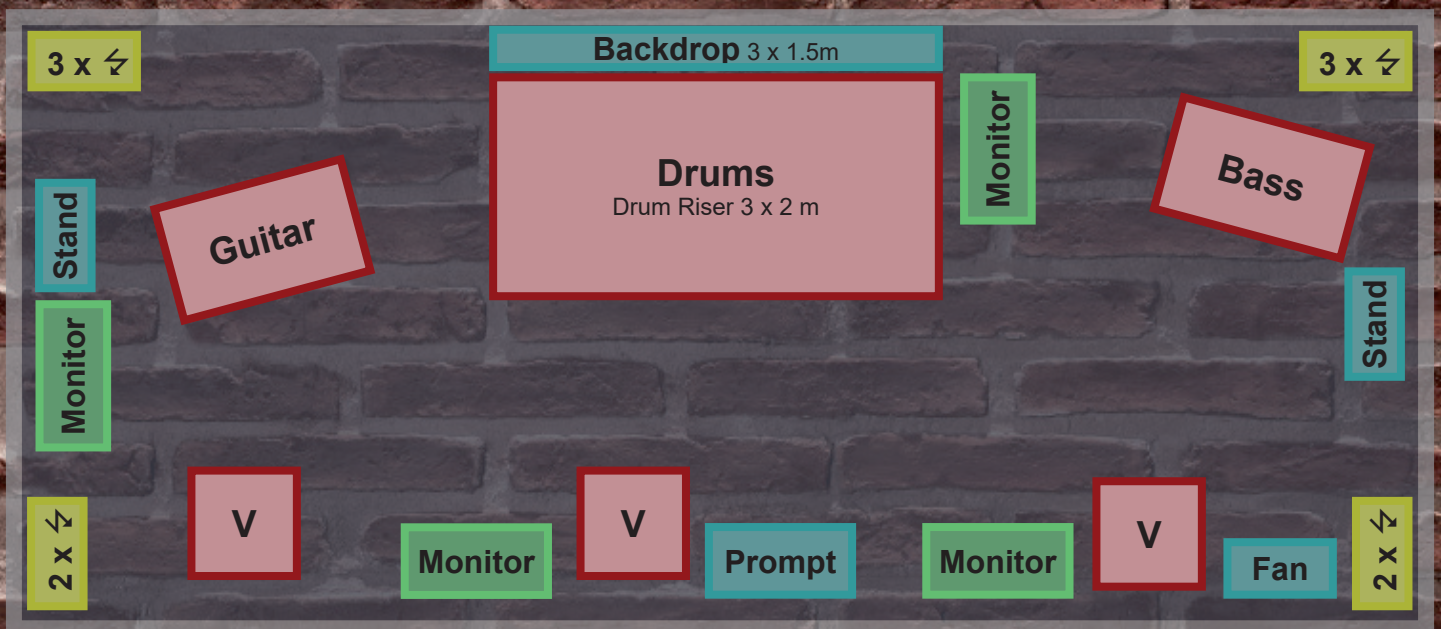 Backdrop 3 x 1.5m
3 x
3 x
Monitor
Drums
Drum Riser 3 x 2 m
Bass
Guitar
Stand
Stand
Monitor
V
V
V
2 x
Monitor
Prompt
Monitor
Fan
2 x